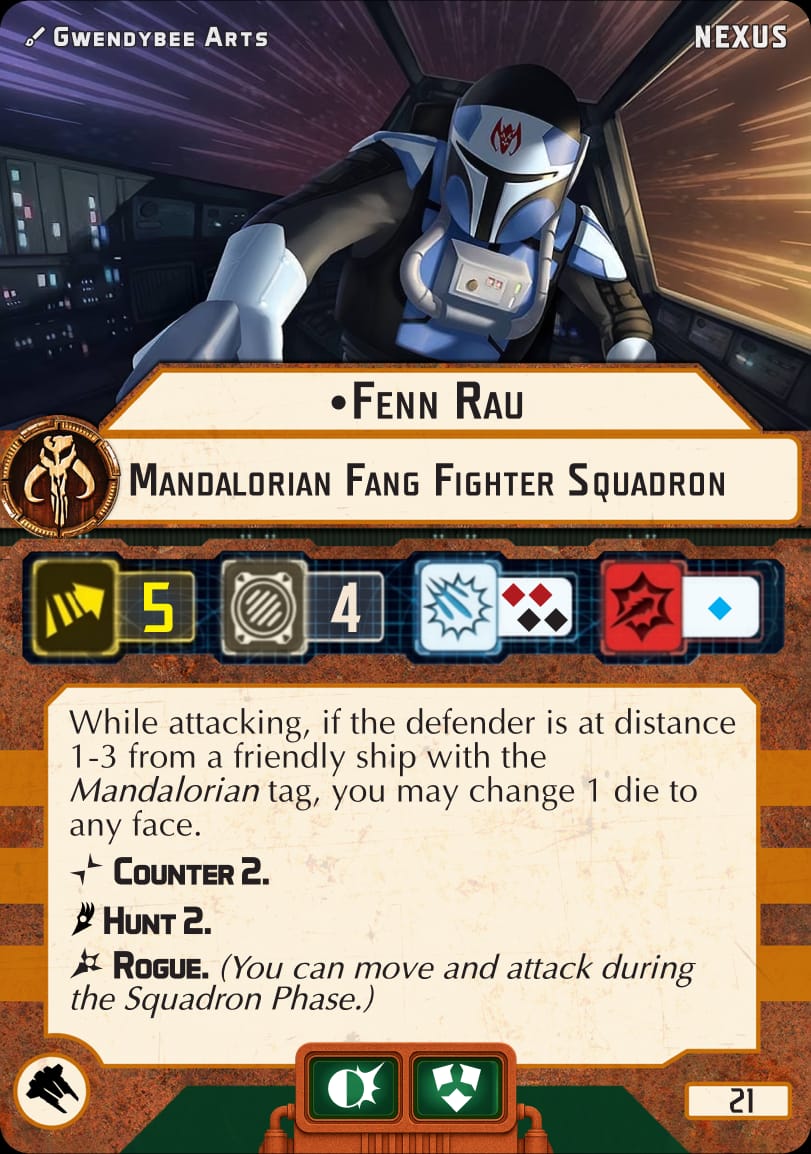 Gwendybee Arts
NEXUS
•Fenn Rau
Mandalorian Fang Fighter Squadron
5
4
While attacking, if the defender is at distance
1-3 from a friendly ship with the
Mandalorian tag, you may change 1 die to
any face.
Counter 2.
Hunt 2.
Rogue. (You can move and attack during
the Squadron Phase.)
21